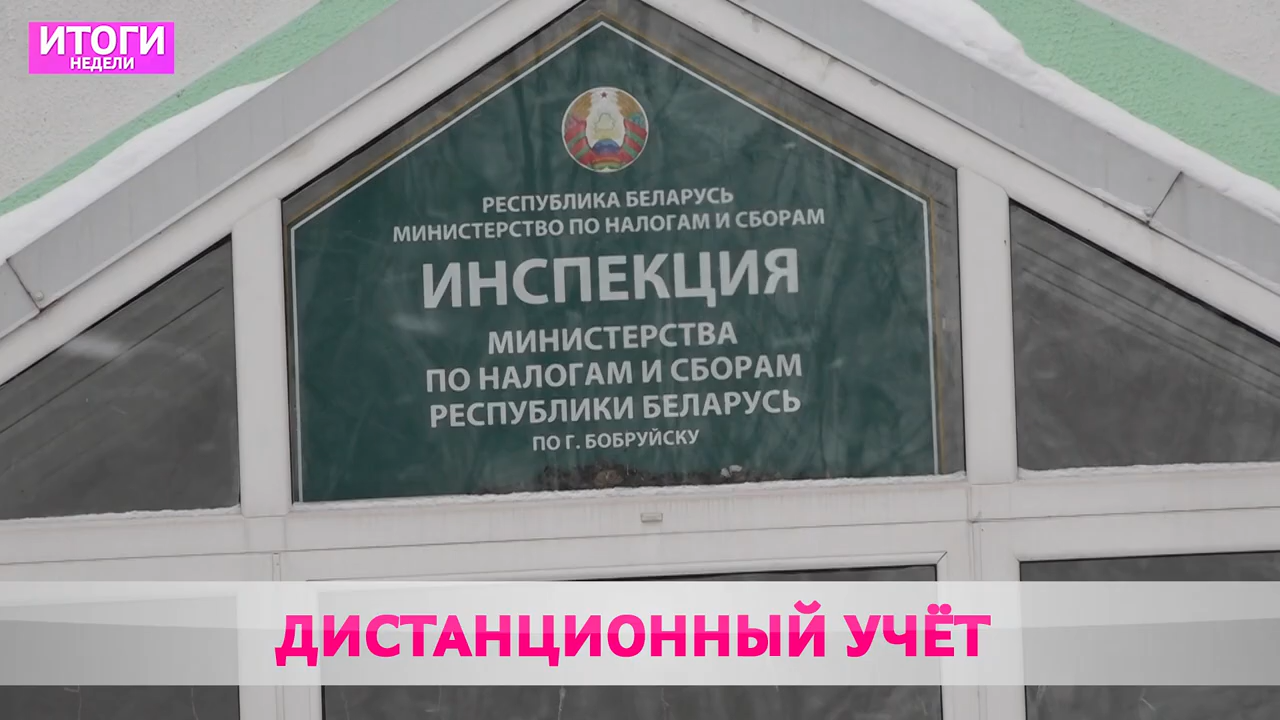 ИТОГИ
НЕДЕЛИ
РЕСПУБЛИКА БЕЛАРУСЬ
МИНИСТЕРСТВО ПО НАЛОГАМ И СБОРАМ
ИНСПЕКЦИЯ
МИНИСТЕРСТВА
ПО НАЛОГАМ И СБОРАМ
РЕСПУБЛИКИ БЕЛАРУСЬ
ПО Г. БОБРУЙСКУ
ДИСТАНЦИОННЫЙ УЧЁТ